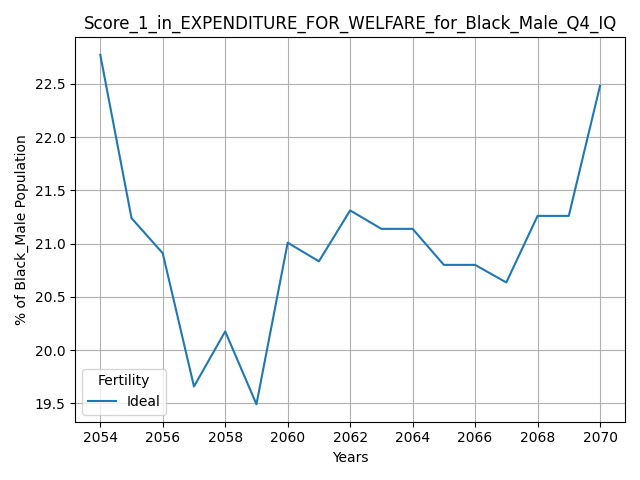 Score_1_in_EXPENDITURE_FOR_WELFARE_for_Black_Male_Q4_IQ
% of Black_Male Population
22.5
22.0
21.5
21.0
20.5
20.0
19.5
Fertility
Ideal
2054 2056 2058 2060 2062 2064 2066 2068 2070
Years